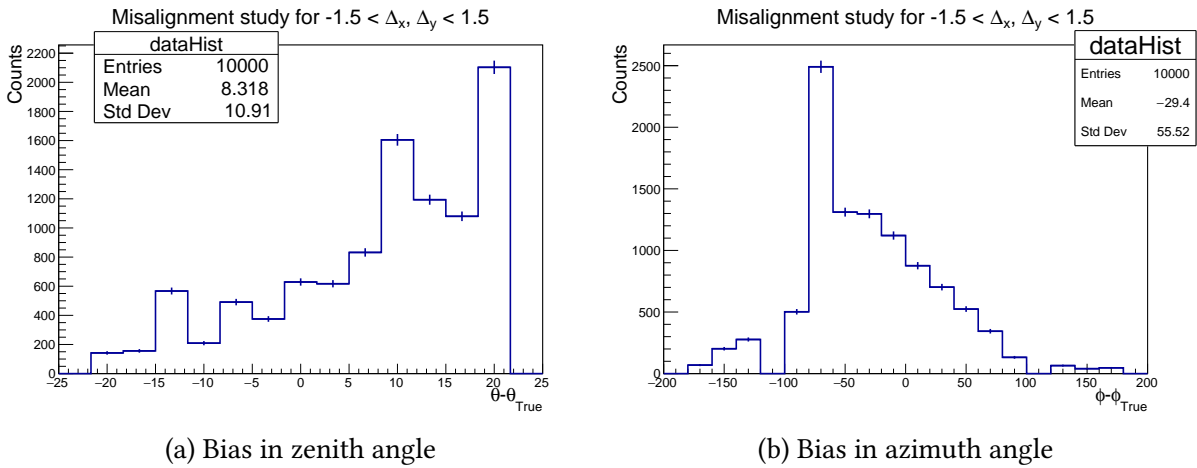 Misalignment study for -1.5 < Δx, Δy < 1.5
dataHist
Entries 10000
Mean 8.318
Std Dev 10.91
Counts
2200
2000
1800
1600
1400
1200
1000
800
600
400
200
0
−25 −20 −15 −10 −5 0 5 10 15 20 25
θ-θTrue
(a) Bias in zenith angle
Misalignment study for -1.5 < Δx, Δy < 1.5
dataHist
Entries 10000
Mean −29.4
Std Dev 55.52
Counts
2500
2000
1500
1000
500
0
−200 −150 −100 −50 0 50 100 150 200
ϕ-ϕTrue
(b) Bias in azimuth angle